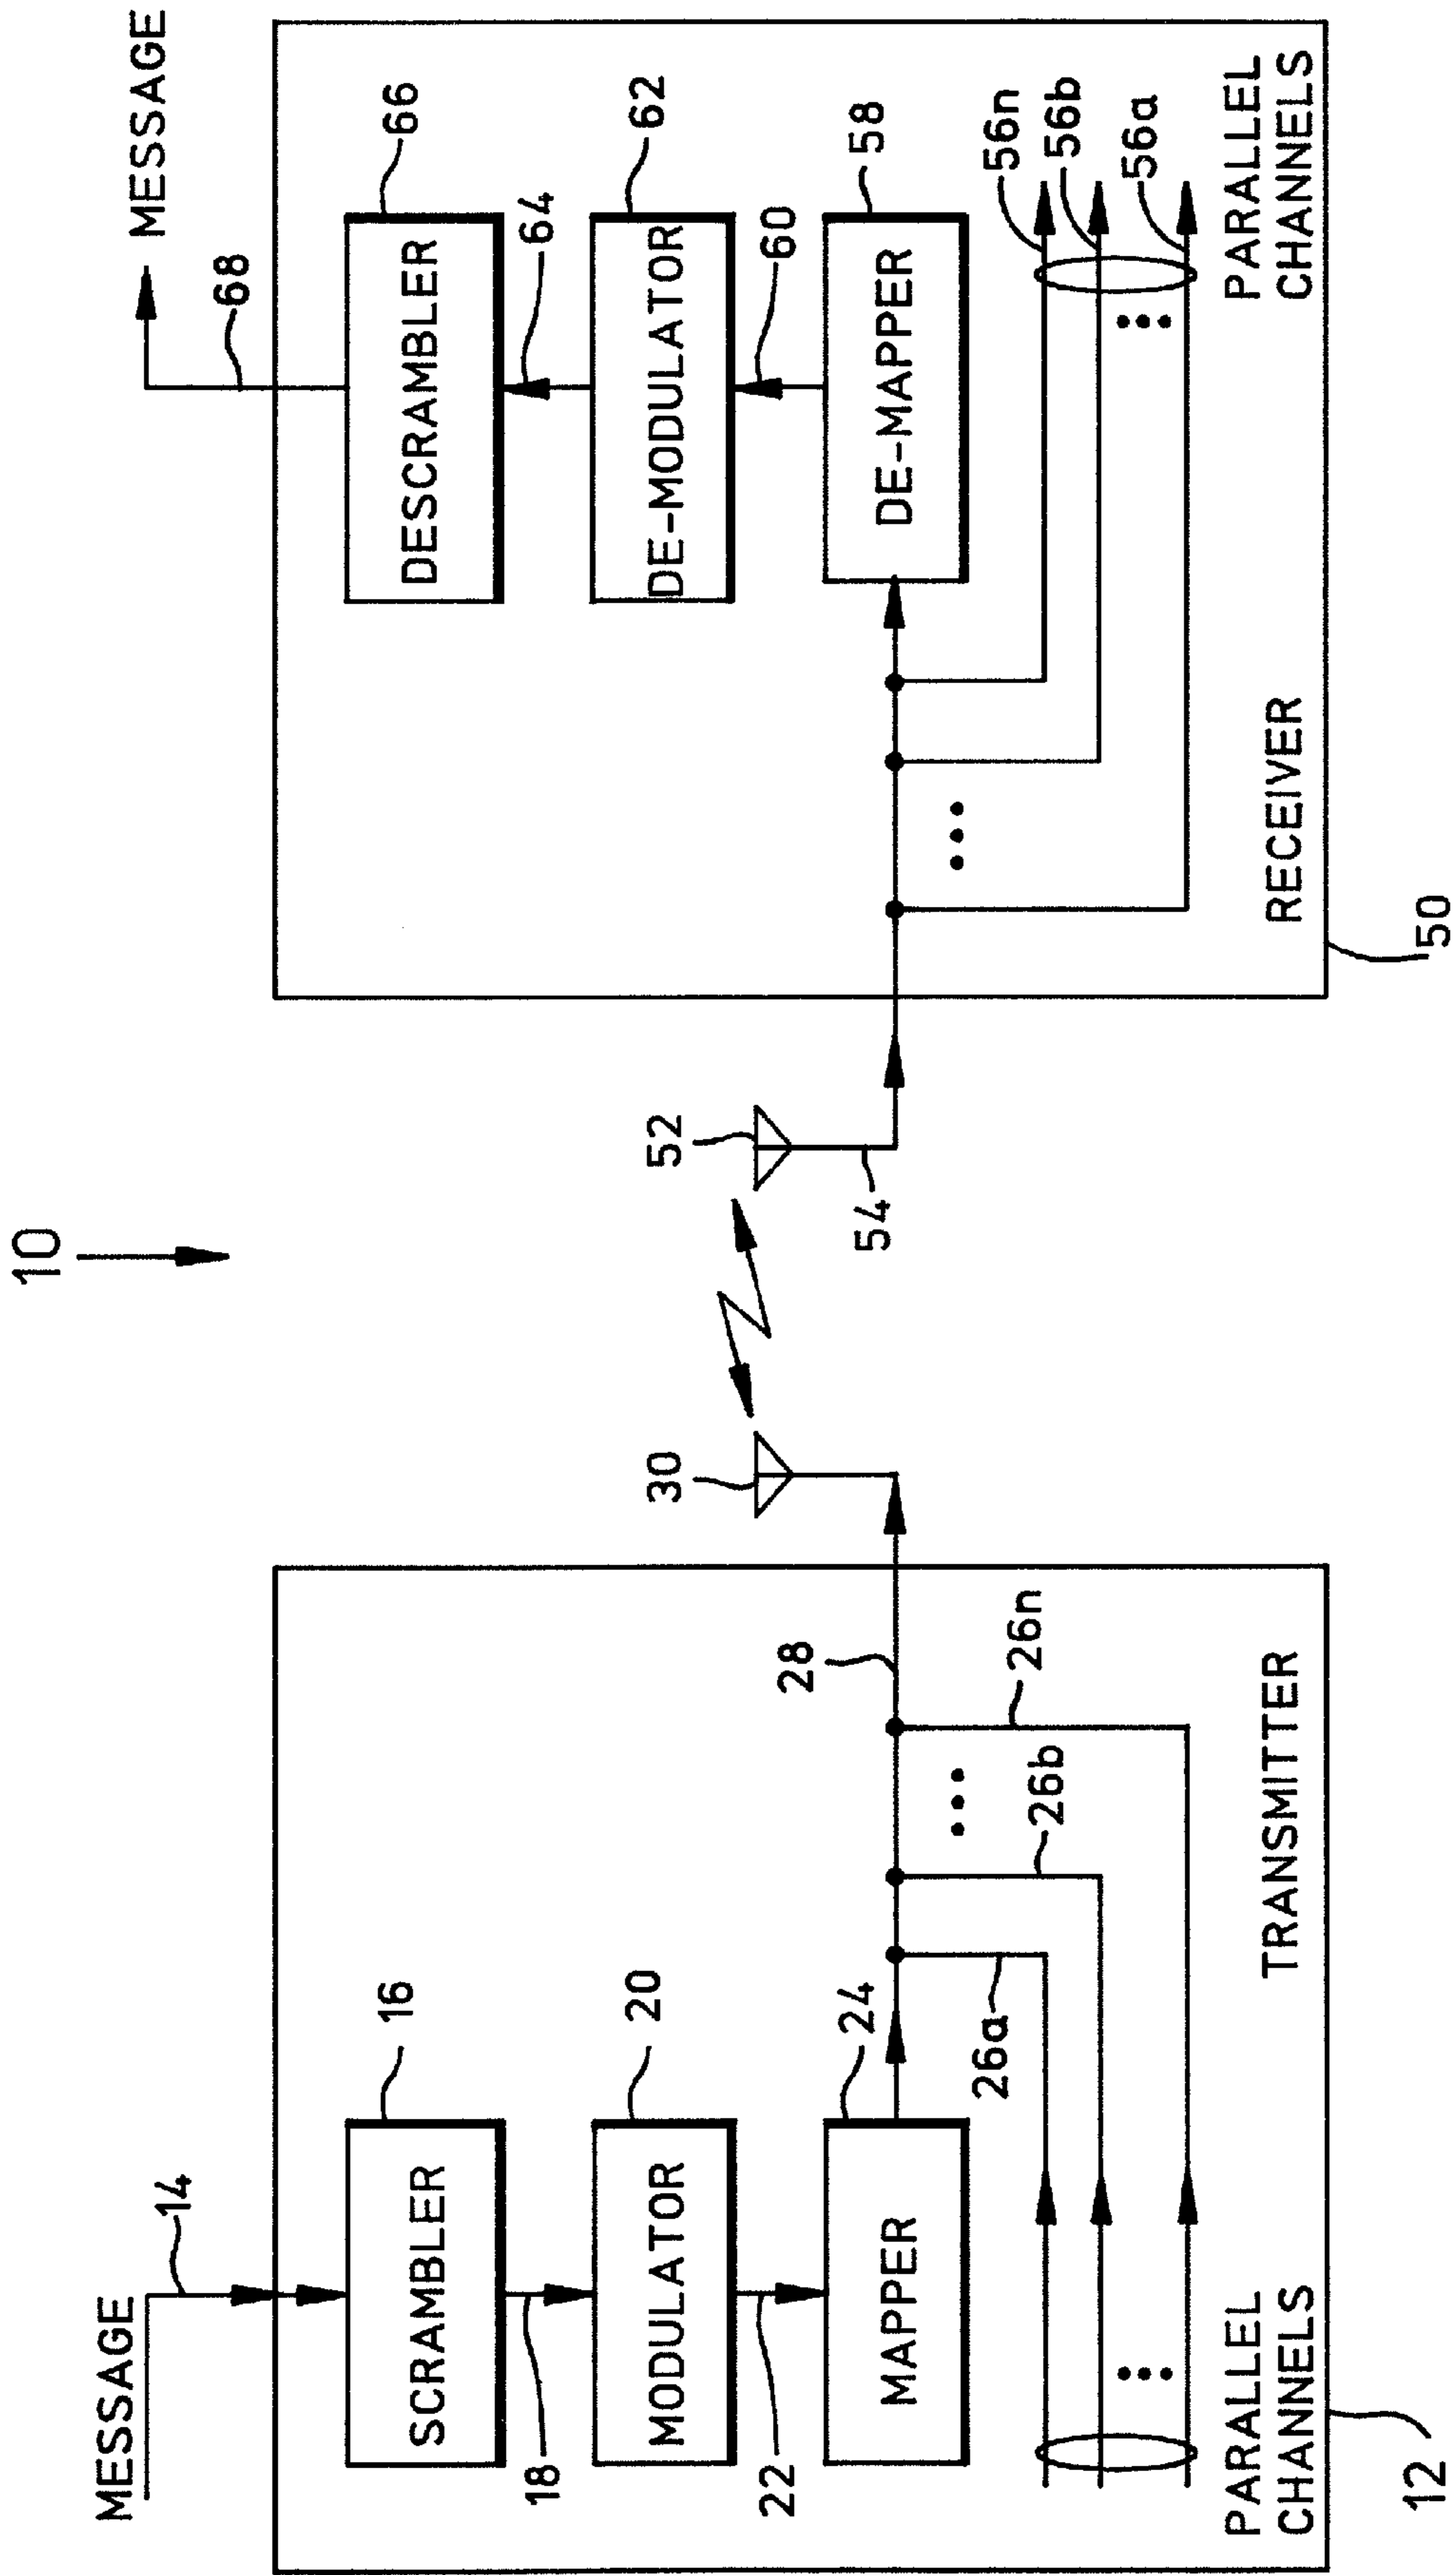 10
MESSAGE
14
SCRAMBLER
16
18
MODULATOR
20
22
MAPPER
24
26a
26b
26n
28
PARALLEL
CHANNELS
TRANSMITTER
12
30
52
54
MESSAGE
68
DESCRAMBLER
66
64
DE-MODULATOR
62
60
DE-MAPPER
58
56n
56b
56a
RECEIVER
PARALLEL
CHANNELS
50